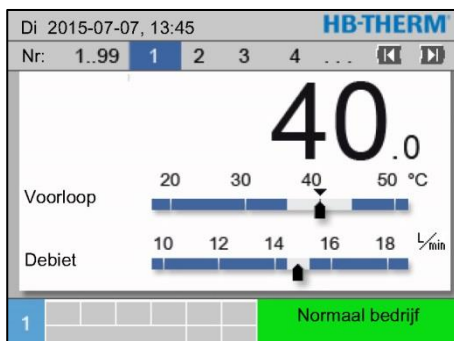 Di 2015-07-07, 13:45 HB-THERM®
Nr: 1..99 1 2 3 4 ...
40.0
20 30 40 50 °C
Voorloop
10 12 14 16 18 L/min
Debiet
1 Normaal bedrijf